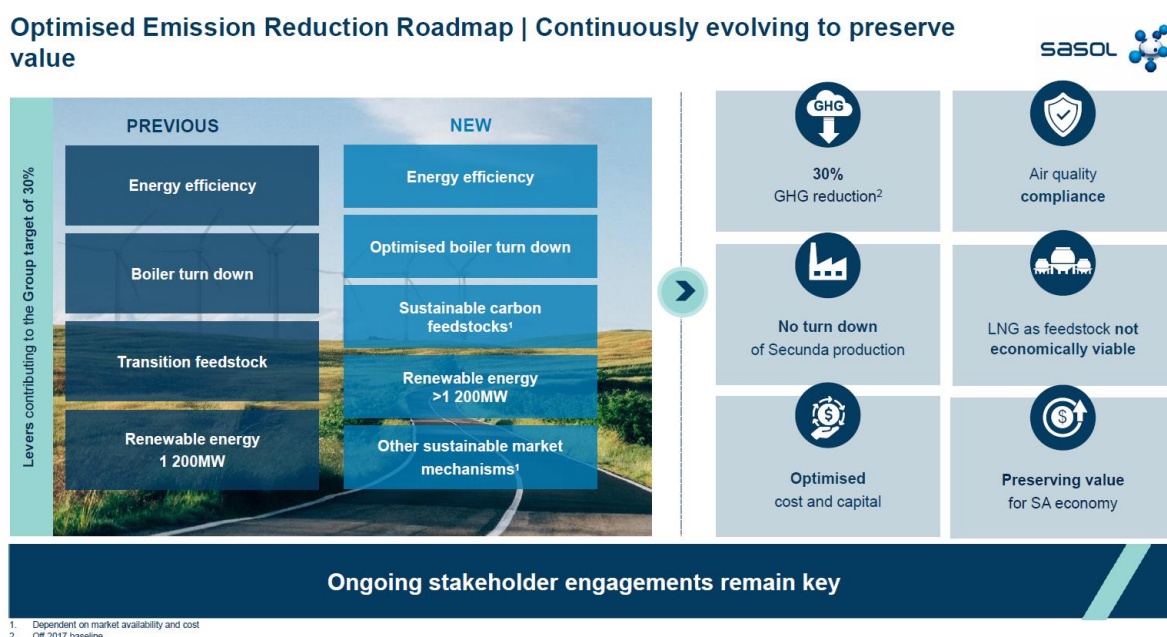 Optimised Emission Reduction Roadmap | Continuously evolving to preserve
value
sasol
Levers contributing to the Group target of 30%
PREVIOUS
Energy efficiency
Boiler turn down
Transition feedstock
Renewable energy
1 200MW
NEW
Energy efficiency
Optimised boiler turn down
Sustainable carbon
feedstocks¹
Renewable energy
>1 200MW
Other sustainable market
mechanisms¹
GHG
30%
GHG reduction²
Air quality
compliance
No turn down
of Secunda production
LNG as feedstock not
economically viable
$
Optimised
cost and capital
$
Preserving value
for SA economy
Ongoing stakeholder engagements remain key
1. Dependent on market availability and cost
2. Off 2017 baseline